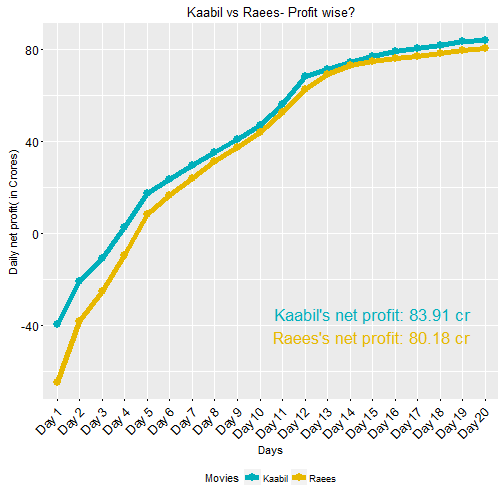 Kaabil vs Raees- Profit wise?
Daily net profit( in Crores)
80
40
0
-40
Kaabil's net profit: 83.91 cr
Raees's net profit: 80.18 cr
Day 1
Day 2
Day 3
Day 4
Day 5
Day 6
Day 7
Day 8
Day 9
Day 10
Day 11
Day 12
Day 13
Day 14
Day 15
Day 16
Day 17
Day 18
Day 19
Day 20
Days
Movies Kaabil Raees